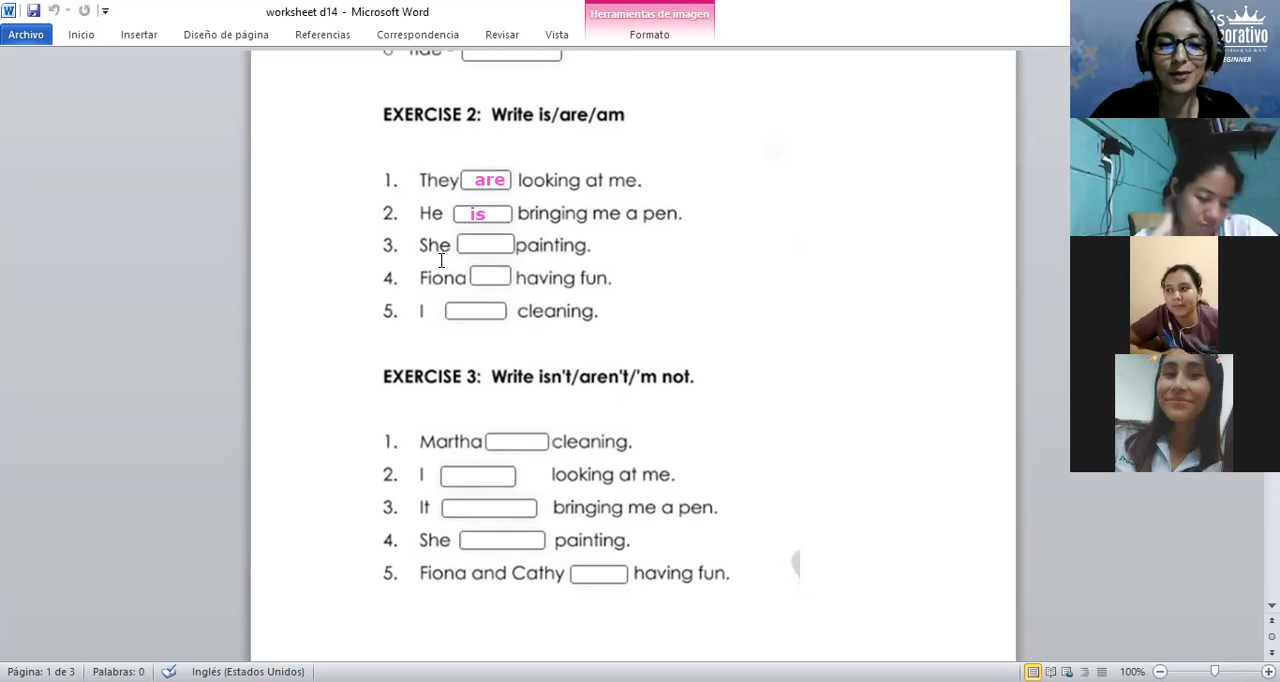 worksheet d14 - Microsoft Word
Herramientas de imagen
Archivo Inicio Insertar Diseño de página Referencias Correspondencia Revisar Vista Formato
EXERCISE 2: Write is/are/am
1. They are looking at me.
2. He is bringing me a pen.
3. She painting.
4. Fiona having fun.
5. I cleaning.
EXERCISE 3: Write isn't/aren't/'m not.
1. Martha cleaning.
2. I looking at me.
3. It bringing me a pen.
4. She painting.
5. Fiona and Cathy having fun.
Página: 1 de 3 Palabras: 0 Inglés (Estados Unidos) 100%